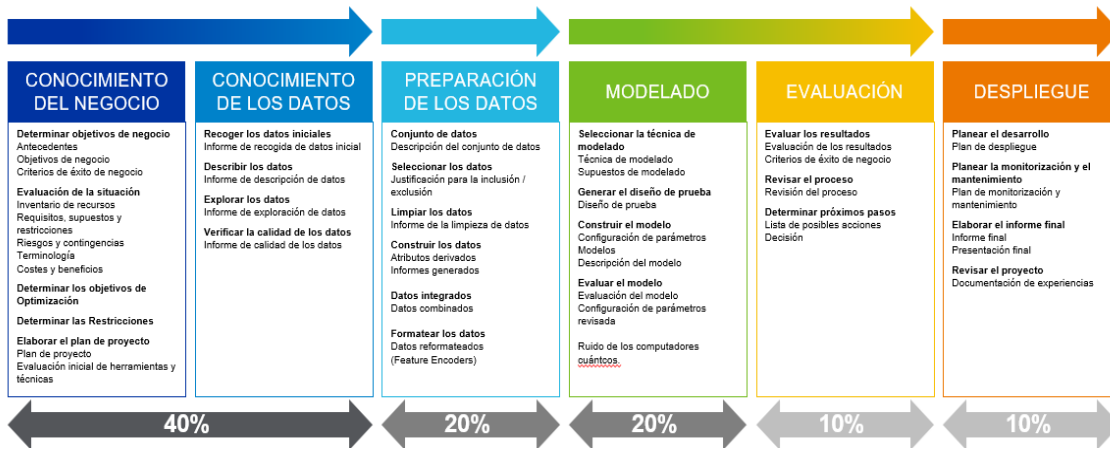 CONOCIMIENTO
DEL NEGOCIO
Determinar objetivos de negocio
Antecedentes
Objetivos de negocio
Criterios de éxito de negocio
Evaluación de la situación
Inventario de recursos
Requisitos, supuestos y
restricciones
Riesgos y contingencias
Terminología
Costes y beneficios
Determinar los objetivos de
Optimización
Determinar las Restricciones
Elaborar el plan de proyecto
Plan de proyecto
Evaluación inicial de herramientas y
técnicas
CONOCIMIENTO
DE LOS DATOS
Recoger los datos iniciales
Informe de recogida de datos inicial
Describir los datos
Informe de descripción de datos
Explorar los datos
Informe de exploración de datos
Verificar la calidad de los datos
Informe de calidad de los datos
PREPARACIÓN
DE LOS DATOS
Conjunto de datos
Descripción del conjunto de datos
Seleccionar los datos
Justificación para la inclusión /
exclusión
Limpiar los datos
Informe de la limpieza de datos
Construir los datos
Atributos derivados
Informes generados
Datos integrados
Datos combinados
Formatear los datos
Datos reformateados
(Feature Encoders)
MODELADO
Seleccionar la técnica de
modelado
Técnica de modelado
Supuestos de modelado
Generar el diseño de prueba
Diseño de prueba
Construir el modelo
Configuración de parámetros
Modelos
Descripción del modelo
Evaluar el modelo
Evaluación del modelo
Configuración de parámetros
revisada
Ruido de los computadores
cuántcos.
EVALUACIÓN
Evaluar los resultados
Evaluación de los resultados
Criterios de éxito de negocio
Revisar el proceso
Revisión del proceso
Determinar próximos pasos
Lista de posibles acciones
Decisión
DESPLIEGUE
Planear el desarrollo
Plan de despliegue
Planear la monitorización y el
mantenimiento
Plan de monitorización y
mantenimiento
Elaborar el informe final
Informe final
Presentación final
Revisar el proyecto
Documentación de experiencias
40%
20%
20%
10%
10%